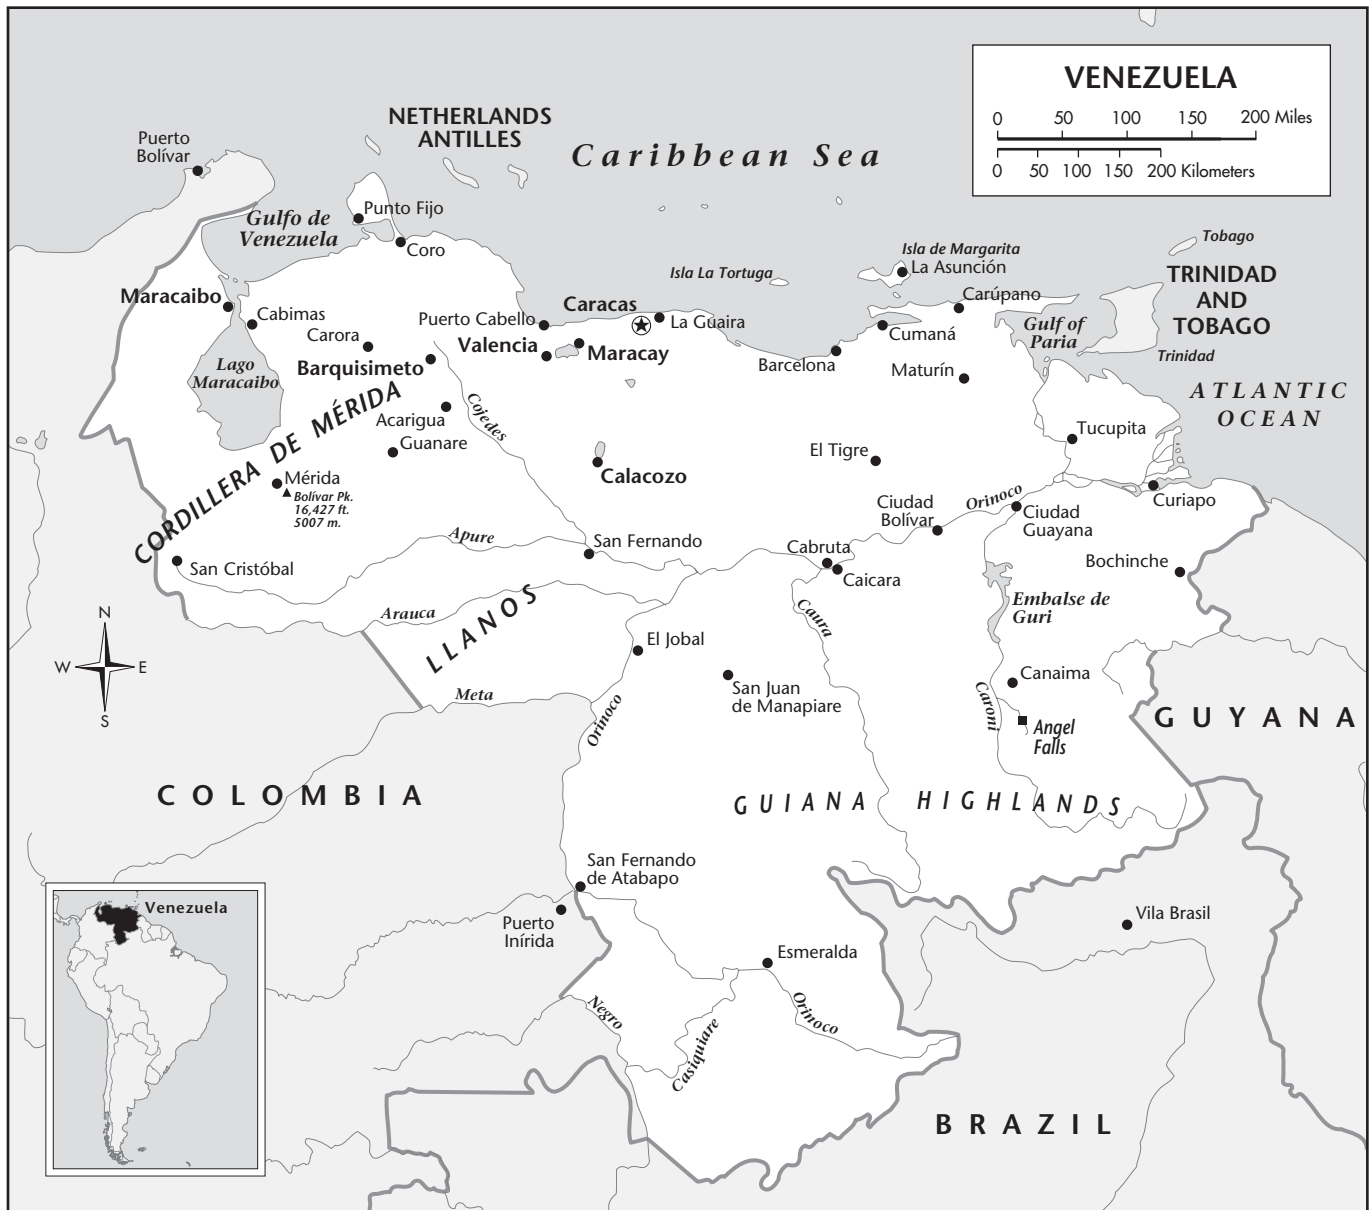 VENEZUELA
0 50 100 150 200 Miles
0 50 100 150 200 Kilometers
NETHERLANDS
ANTILLES
Caribbean Sea
Puerto
Bolívar
Punto Fijo
Gulfo de
Venezuela
Coro
Tobago
Isla de Margarita
La Asunción
Isla La Tortuga
TRINIDAD
AND
TOBAGO
Maracaibo
Cabimas
Carora
Caracas
La Guaira
Puerto Cabello
Valencia
Maracay
Carúpano
Cumaná
Gulf of
Paria
Trinidad
Barcelona
Maturín
Lago
Maracaibo
Barquisimeto
ATLANTIC
OCEAN
CORDILLERA DE MÉRIDA
Acarigua
Cojedes
Guanare
Tucupita
El Tigre
Calacozo
Mérida
Bolívar Pk.
16,427 ft.
5007 m.
Orinoco
Curiapo
Ciudad
Bolívar
Ciudad
Guayana
Apure
San Fernando
Cabruta
Caicara
Bochinche
San Cristóbal
Embalse de
Guri
Arauca
LLANOS
Caura
N
W E
S
El Jobal
San Juan
de Manapiare
Canaima
Meta
Orinoco
Caroni
Angel
Falls
GUYANA
COLOMBIA
GUIANA HIGHLANDS
San Fernando
de Atabapo
Puerto
Inírida
Venezuela
Vila Brasil
Esmeralda
Negro
Casiquiare
Orinoco
BRAZIL